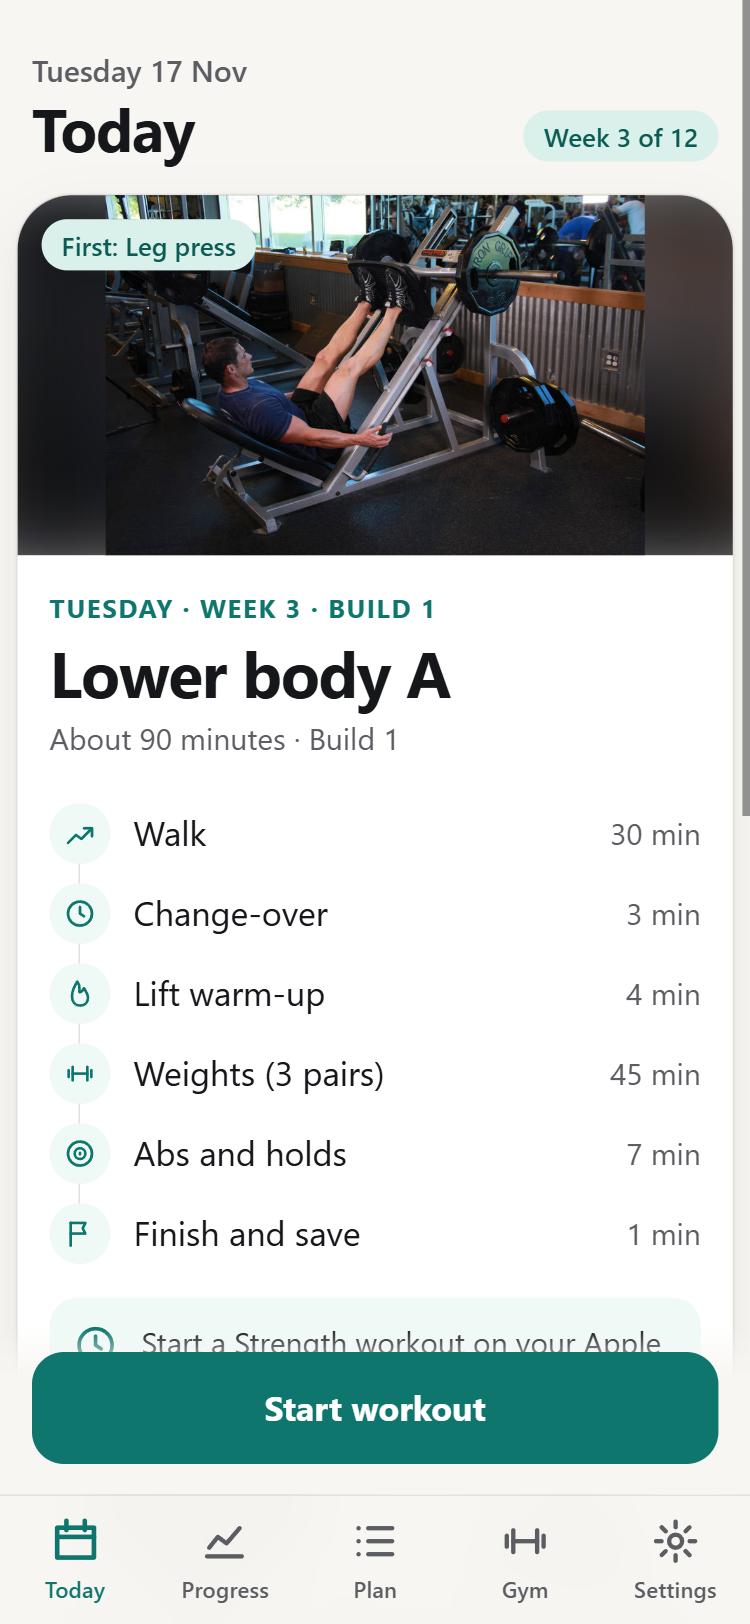 Tuesday 17 Nov
Today
Week 3 of 12
First: Leg press
TUESDAY · WEEK 3 · BUILD 1
Lower body A
About 90 minutes · Build 1
Walk 30 min
Change-over 3 min
Lift warm-up 4 min
Weights (3 pairs) 45 min
Abs and holds 7 min
Finish and save 1 min
Start a Strength workout on your Apple
Start workout
Today Progress Plan Gym Settings